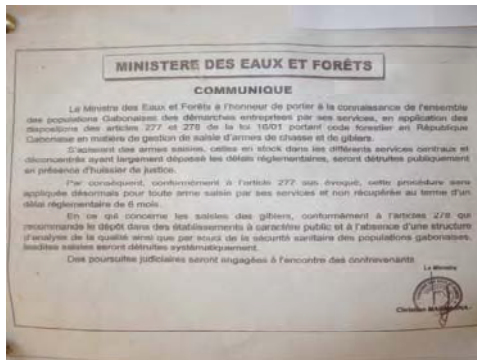 MINISTERE DES EAUX ET FORÊTS
COMMUNIQUE
Le Ministre des Eaux et Forêts a l'honneur de porter à la connaissance de l'ensemble
des populations Gabonaises des démarches entreprises par ses services, en application des
dispositions des articles 277 et 278 de la loi 16/01 portant code forestier en République
Gabonaise en matière de gestion de saisie d'armes de chasse et de gibiers.
S'agissant des armes saisies, celles en stock dans les différents services centraux et
déconcentrés ayant largement dépassé les délais réglementaires, seront détruites publiquement
en présence d'huissier de justice.
Par conséquent, conformément à l'article 277 sus évoqué, cette procédure sera
appliquée désormais pour toute arme saisie par ses services et non récupérée au terme d'un
délai réglementaire de 6 mois.
En ce qui concerne les saisies des gibiers, conformément à l'articles 278 qui
recommande le dépôt dans des établissements à caractère public et à l'absence d'une structure
d'analyse de la qualité ainsi que par souci de la sécurité sanitaire des populations gabonaises,
lesdites saisies seront détruites systématiquement.
Des poursuites judiciaires seront engagées à l'encontre des contrevenants.
Le Ministre
Christian